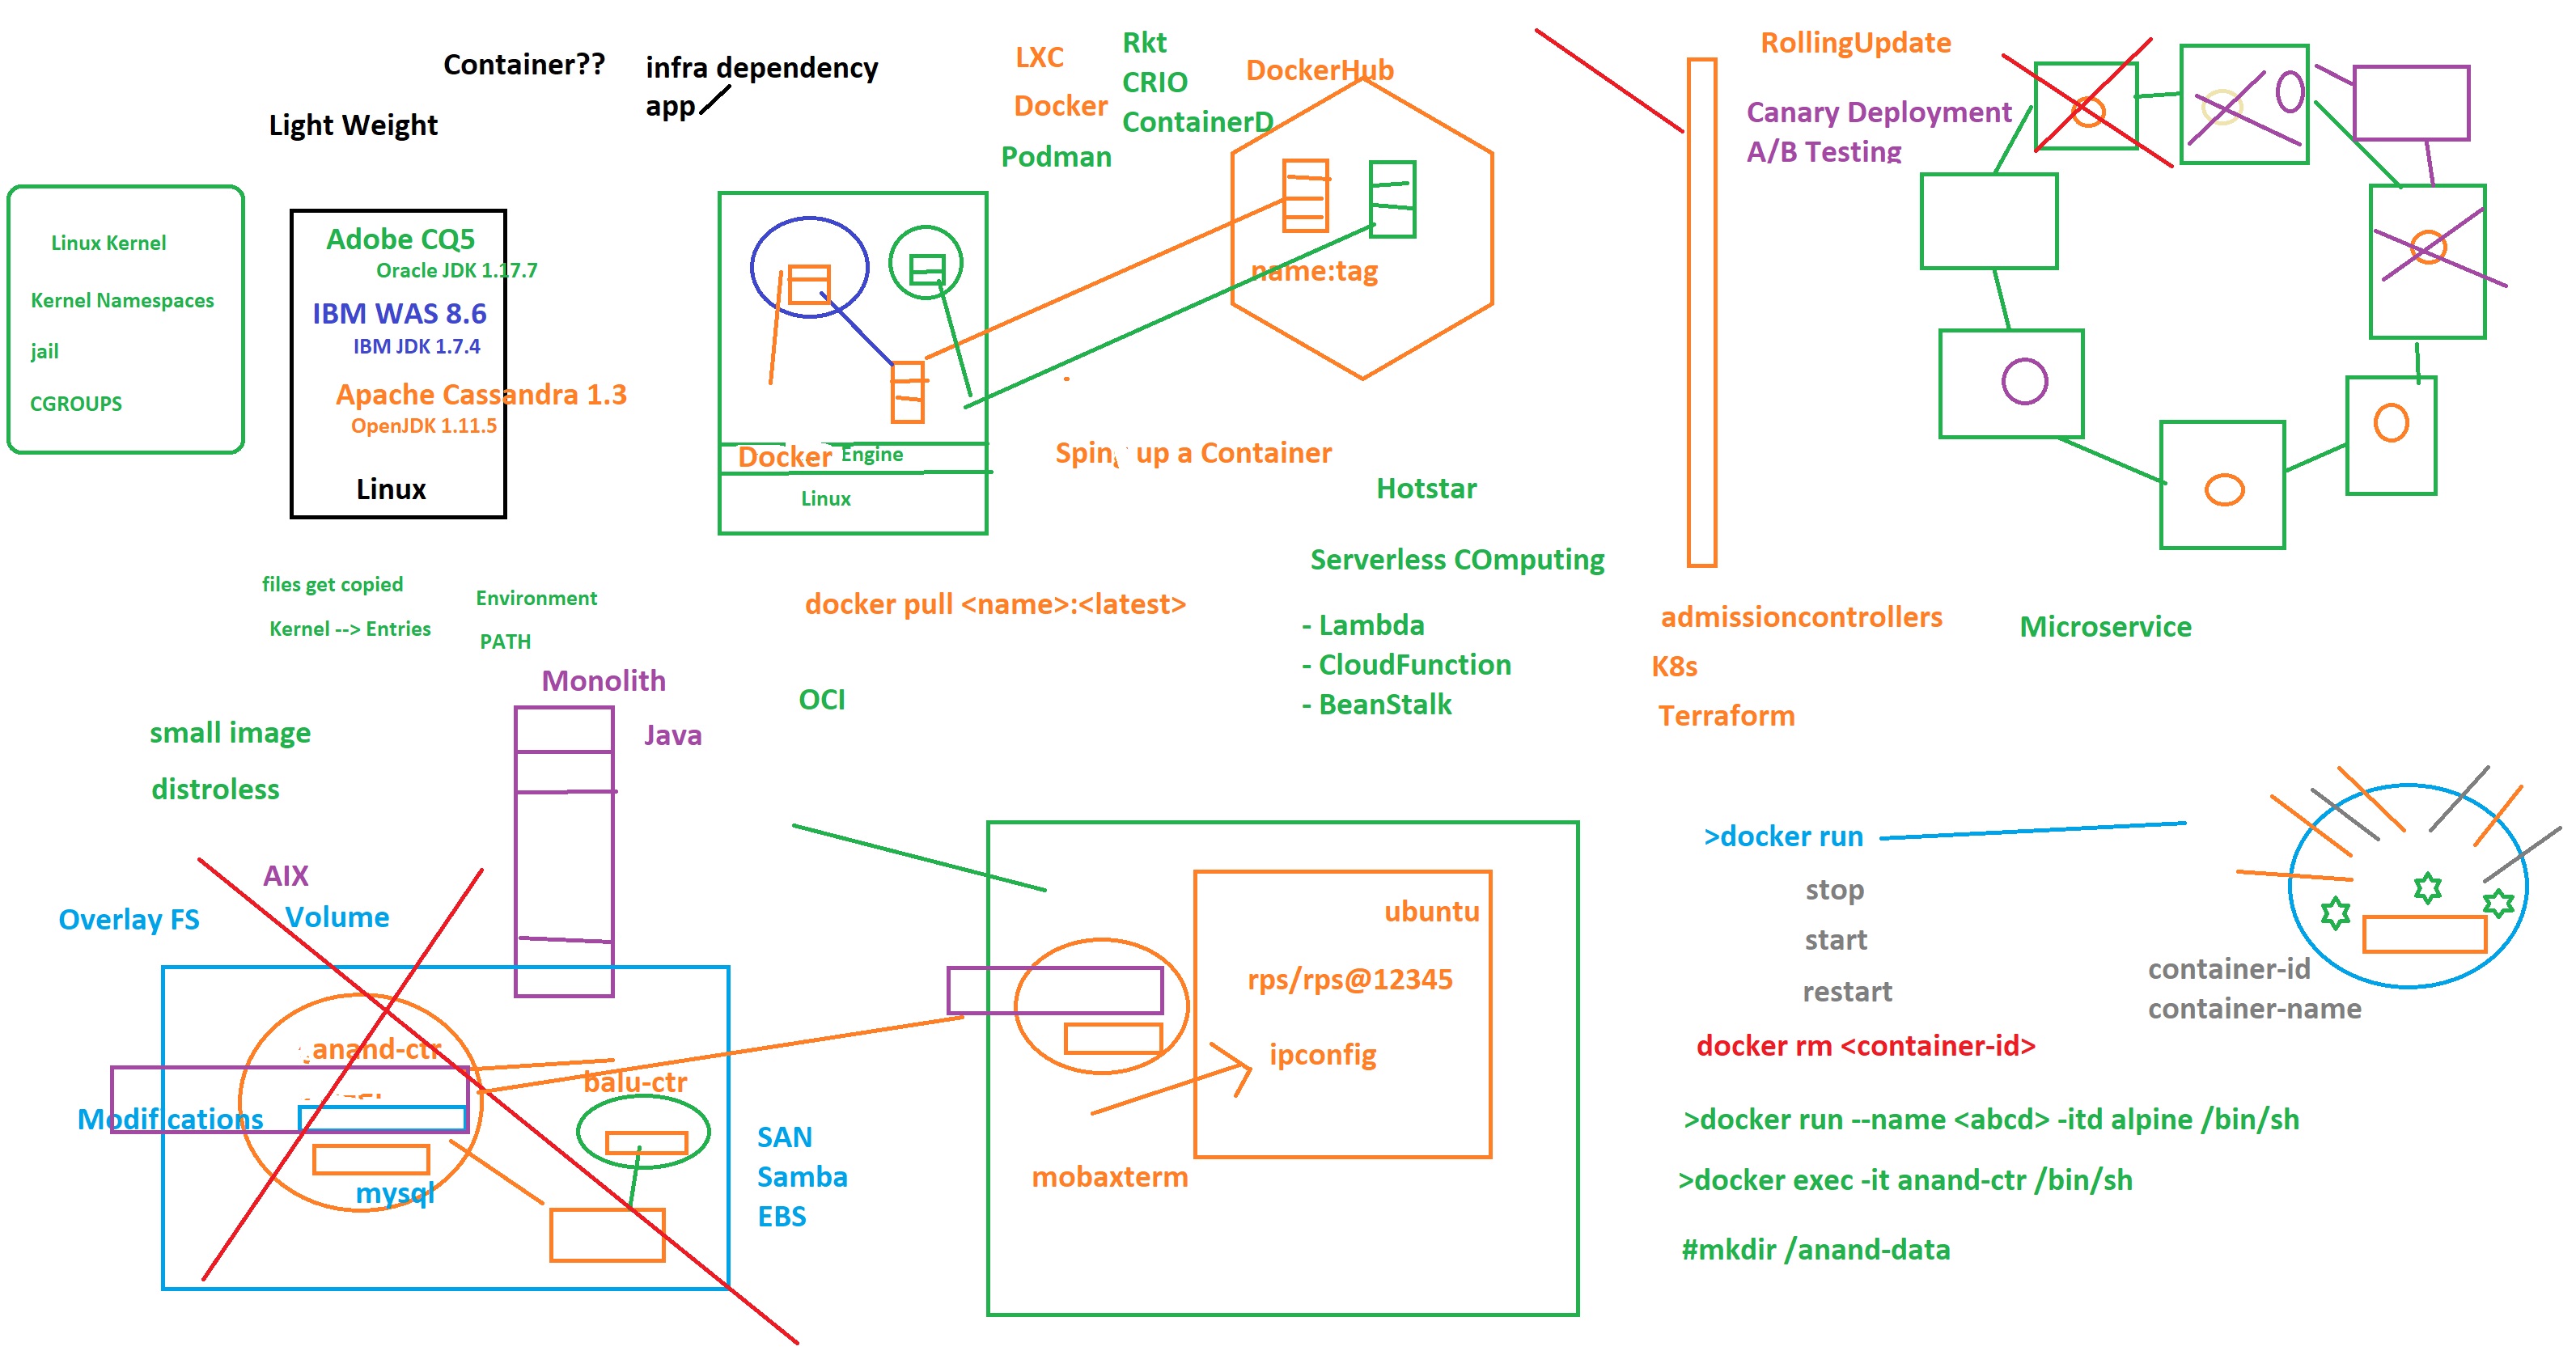 Container??
infra dependency
app
Light Weight
LXC
Docker
Podman
Rkt
CRIO
ContainerD
DockerHub
name:tag
RollingUpdate
Canary Deployment
A/B Testing
Linux Kernel
Kernel Namespaces
jail
CGROUPS
Adobe CQ5
Oracle JDK 1.17.7
IBM WAS 8.6
IBM JDK 1.7.4
Apache Cassandra 1.3
OpenJDK 1.11.5
Linux
Docker Engine
Linux
up a Container
Hotstar
Serverless COmputing
- Lambda
- CloudFunction
- BeanStalk
files get copied
Kernel --> Entries
Environment
PATH
docker pull <name>:<latest>
OCI
admissioncontrollers
K8s
Terraform
Microservice
Monolith
Java
small image
distroless
AIX
Overlay FS
Volume
anand-ctr
balu-ctr
Modifications
mysql
SAN
Samba
EBS
ubuntu
rps/rps@12345
ipconfig
mobaxterm
>docker run
stop
start
restart
container-id
container-name
docker rm <container-id>
>docker run --name <abcd> -itd alpine /bin/sh
>docker exec -it anand-ctr /bin/sh
#mkdir /anand-data